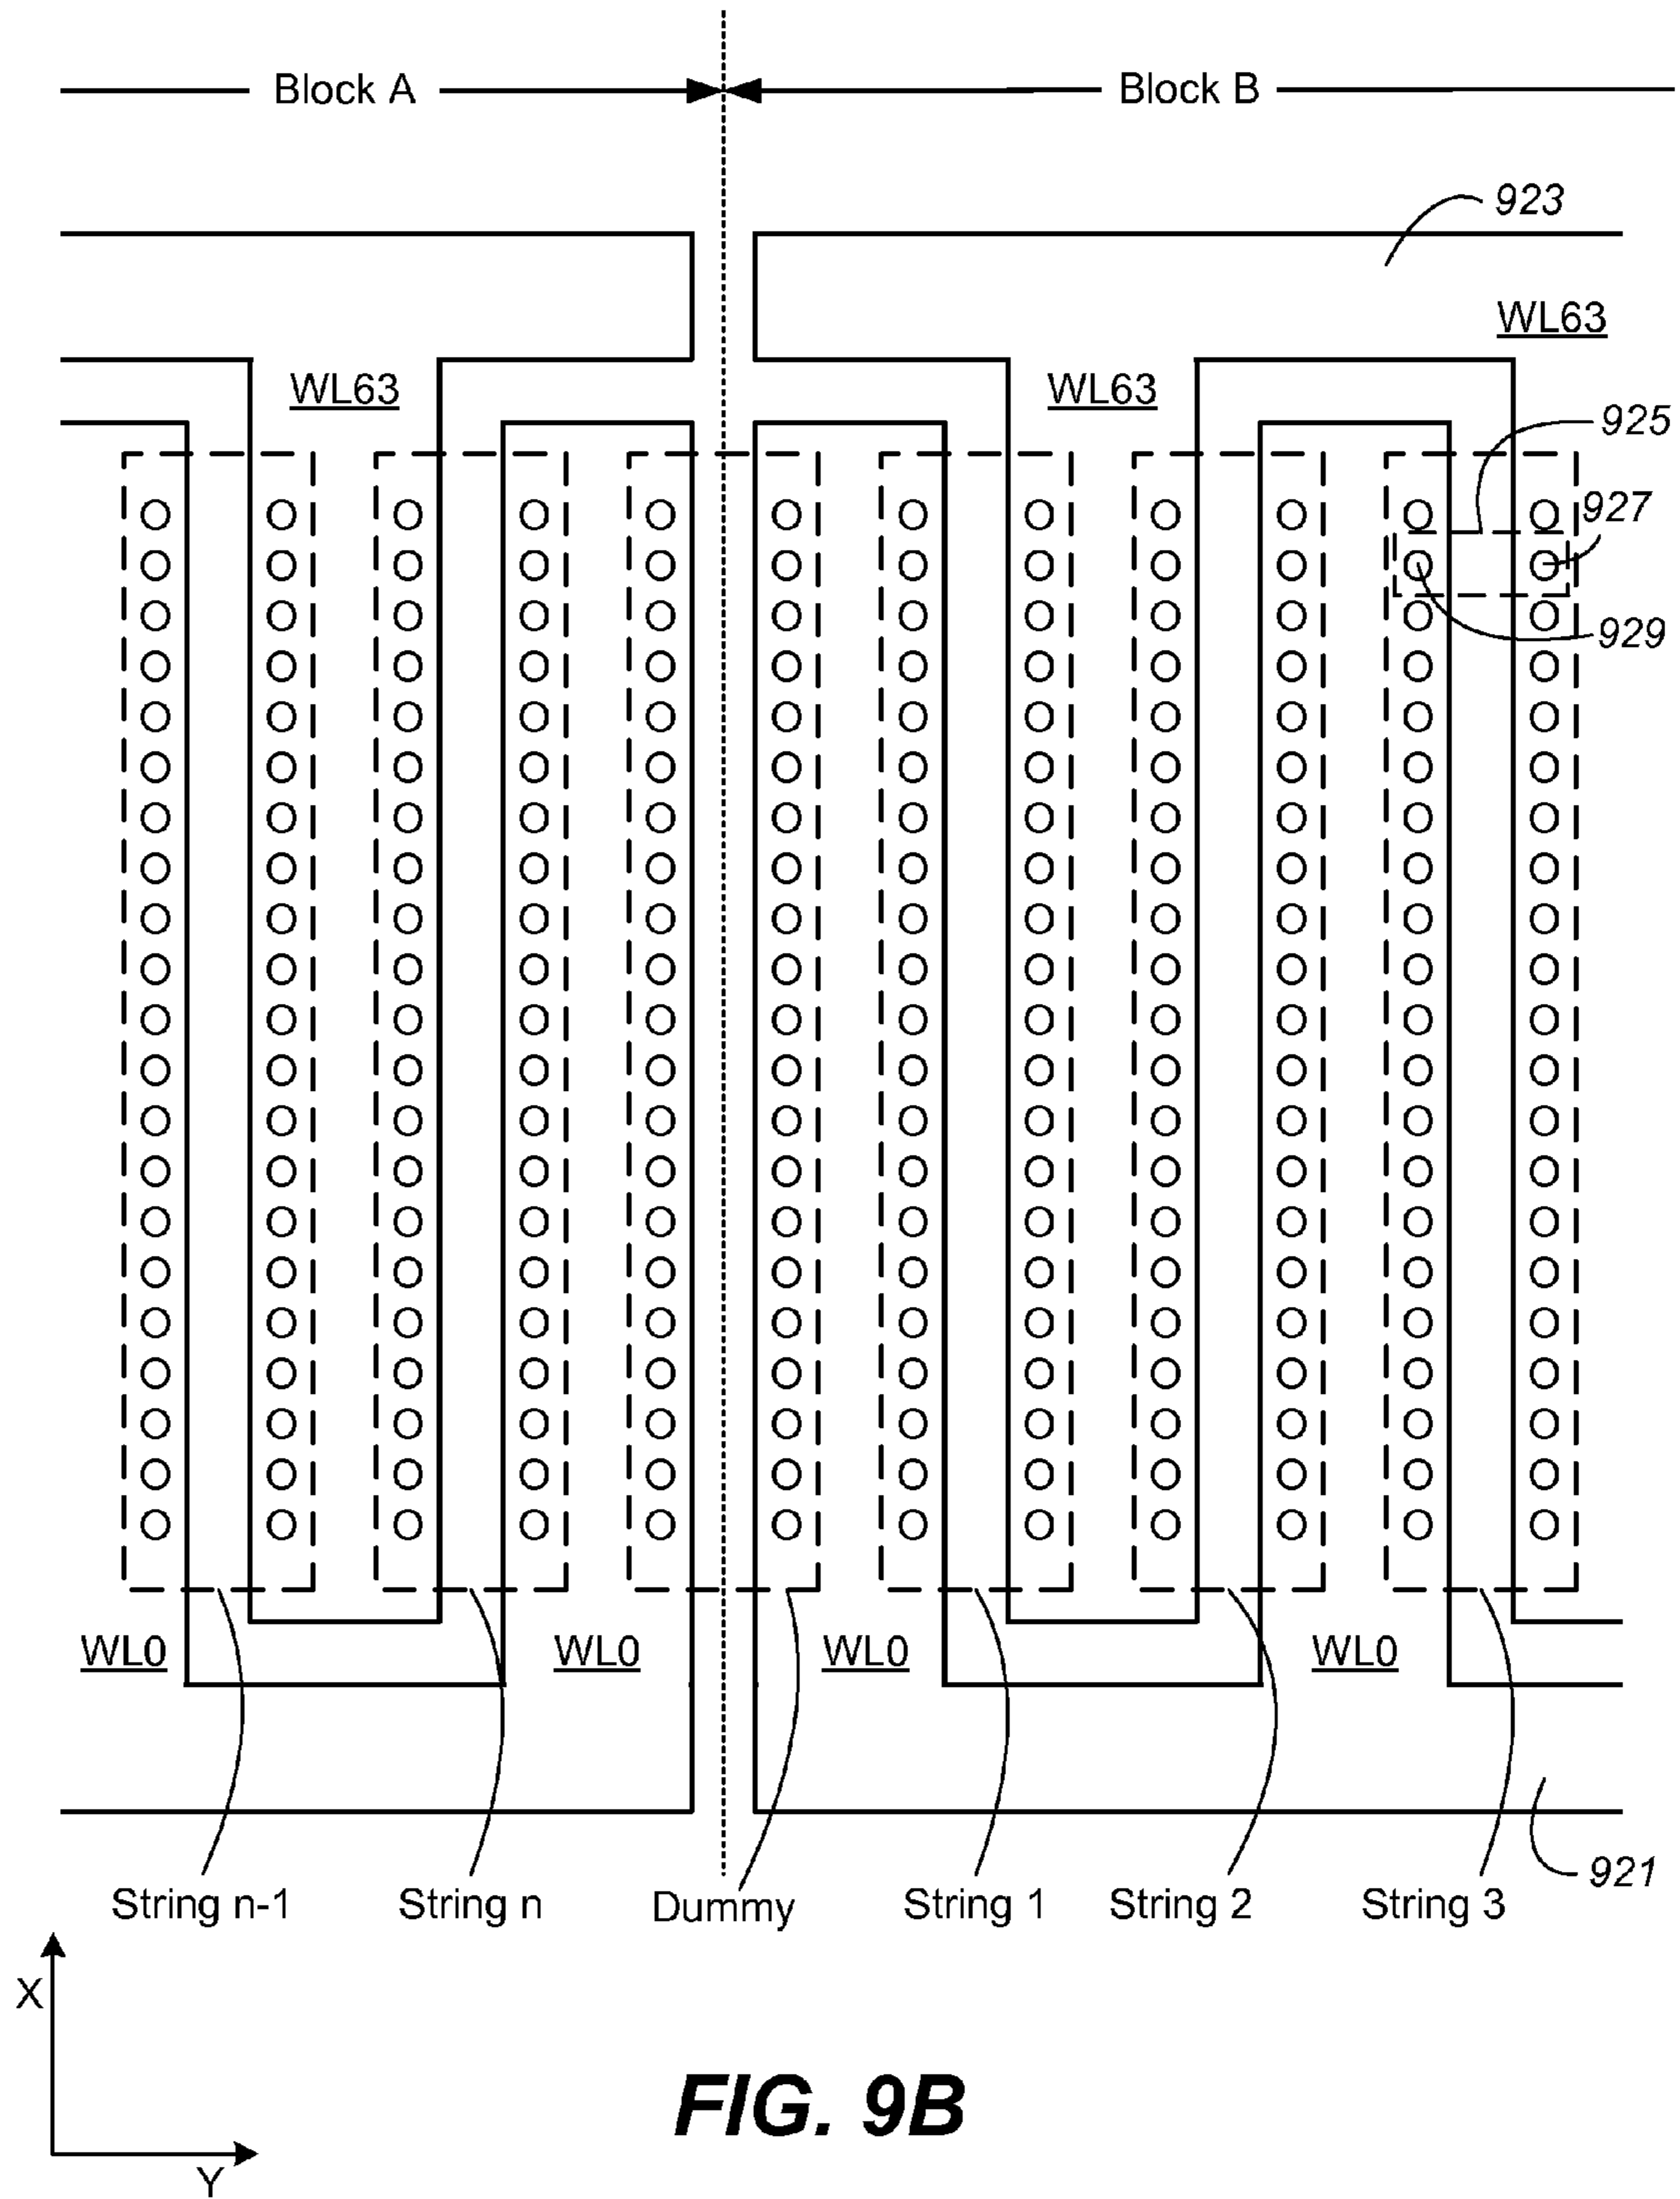 Block A
Block B
923
WL63
WL63
WL63
925
927
929
WL0
WL0
WL0
WL0
921
String n-1
String n
Dummy
String 1
String 2
String 3
X
Y
FIG. 9B